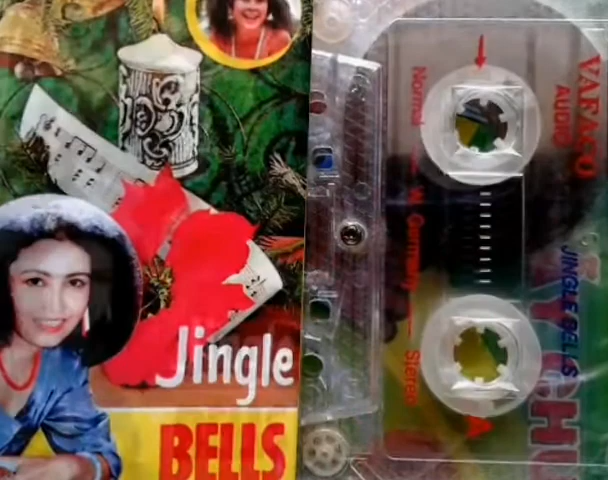 Jingle
BELLS
VAFACO
AUDIO
JINGLE BELLS
Normal
W. Germany
Stereo